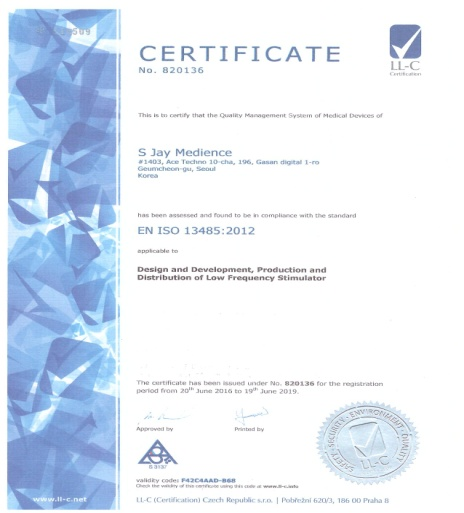 CERTIFICATE
No. 820136
LL-C
Certification
This is to certify that the Quality Management System of Medical Devices of
S Jay Medience
#1403, Ace Techno 10-cha, 196, Gasan digital 1-ro
Geumcheon-gu, Seoul
Korea
has been assessed and found to be in compliance with the standard
EN ISO 13485:2012
applicable to
Design and Development, Production and
Distribution of Low Frequency Stimulator
The certificate has been issued under No. 820136 for the registration
period from 20th June 2016 to 19th June 2019.
Approved by
Printed by
SAFETY, SECURITY, ENVIRONMENT, QUALITY
LL-C
validity code: F42C4AAD-B68
Check the validity of this certificate using this code at www.ll-c.info
www.ll-c.net
LL-C (Certification) Czech Republic s.r.o. | Pobřežní 620/3, 186 00 Praha 8